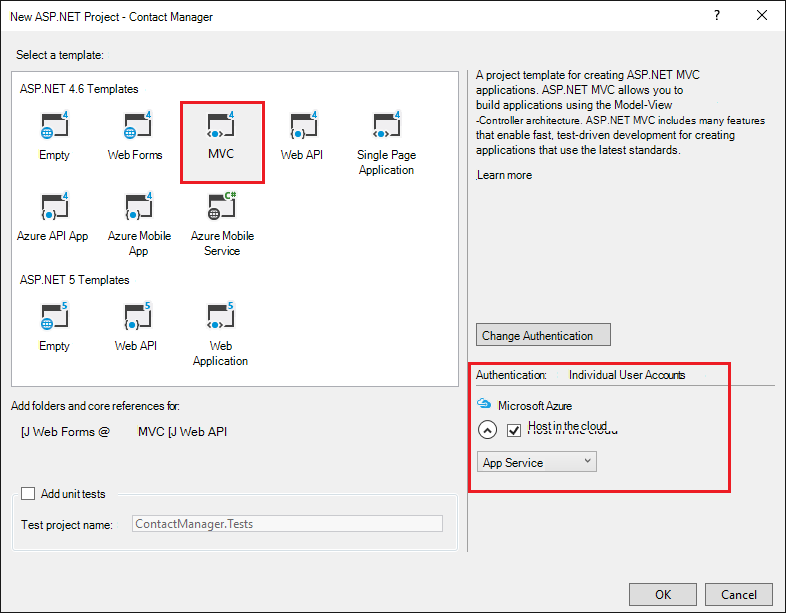 New ASP.NET Project - Contact Manager
?
Select a template:
ASP.NET 4.6 Templates
4 4 4 4 4
Empty Web Forms MVC Web API Single Page
Application
4 4 C#
Azure API App Azure Mobile Azure Mobile
App Service
ASP.NET 5 Templates
5 5 5
Empty Web API Web
Application
A project template for creating ASP.NET MVC
applications. ASP.NET MVC allows you to
build applications using the Model-View
-Controller architecture. ASP.NET MVC includes many features
that enable fast, test-driven development for creating
applications that use the latest standards.
Learn more
Change Authentication
Authentication: Individual User Accounts
Microsoft Azure
Host in the cloud
App Service
Add folders and core references for:
[J Web Forms @ MVC [J Web API
Add unit tests
Test project name: ContactManager.Tests
OK Cancel